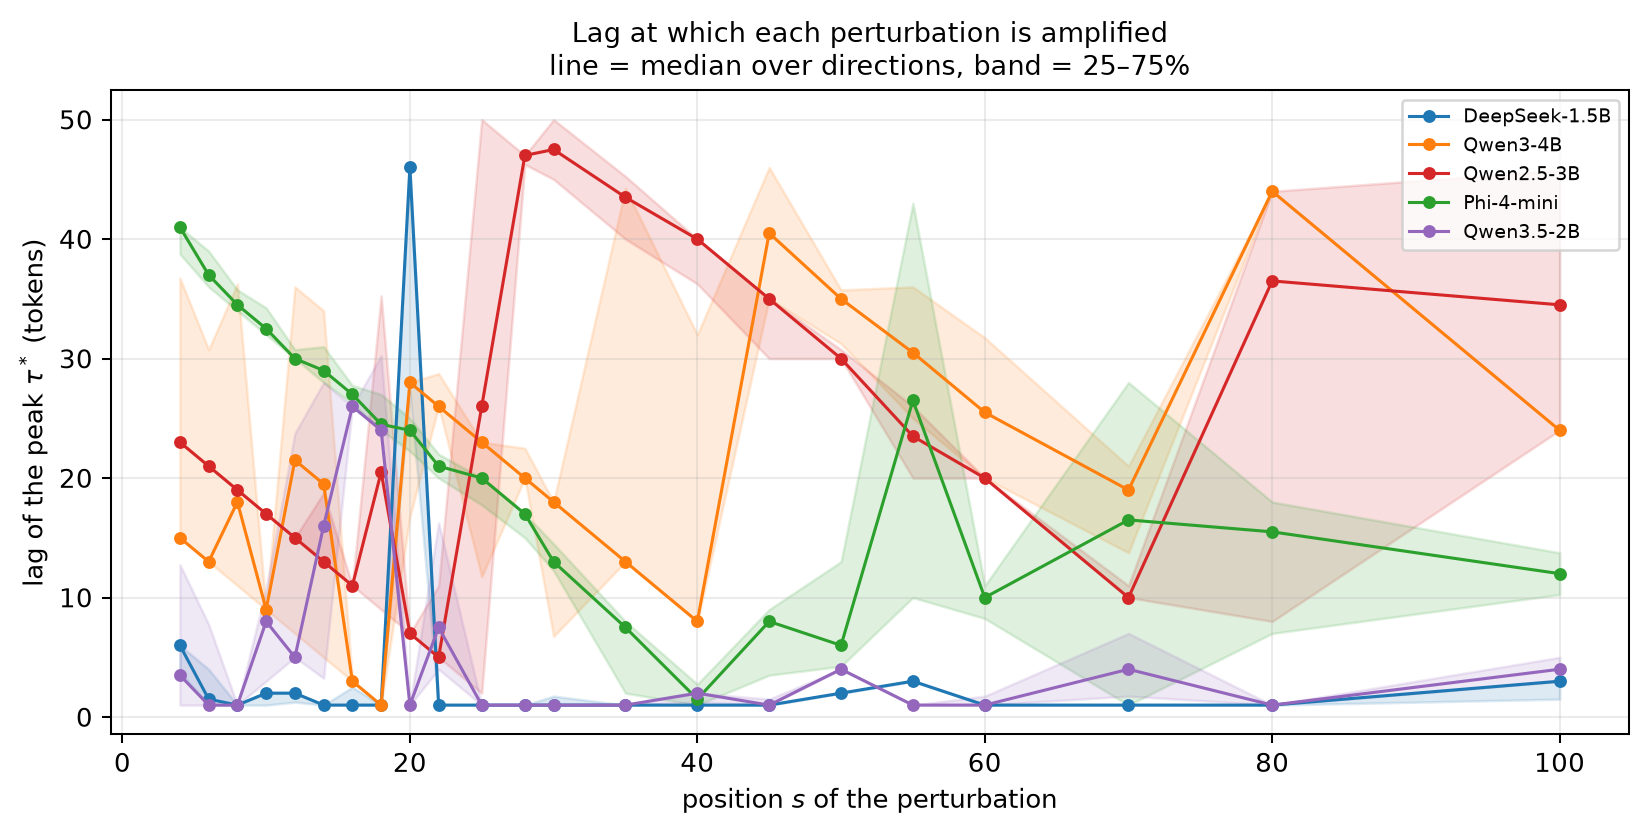 Lag at which each perturbation is amplified
line = median over directions, band = 25–75%
lag of the peak τ* (tokens)
50
40
30
20
10
0
DeepSeek-1.5B
Qwen3-4B
Qwen2.5-3B
Phi-4-mini
Qwen3.5-2B
0 20 40 60 80 100
position s of the perturbation